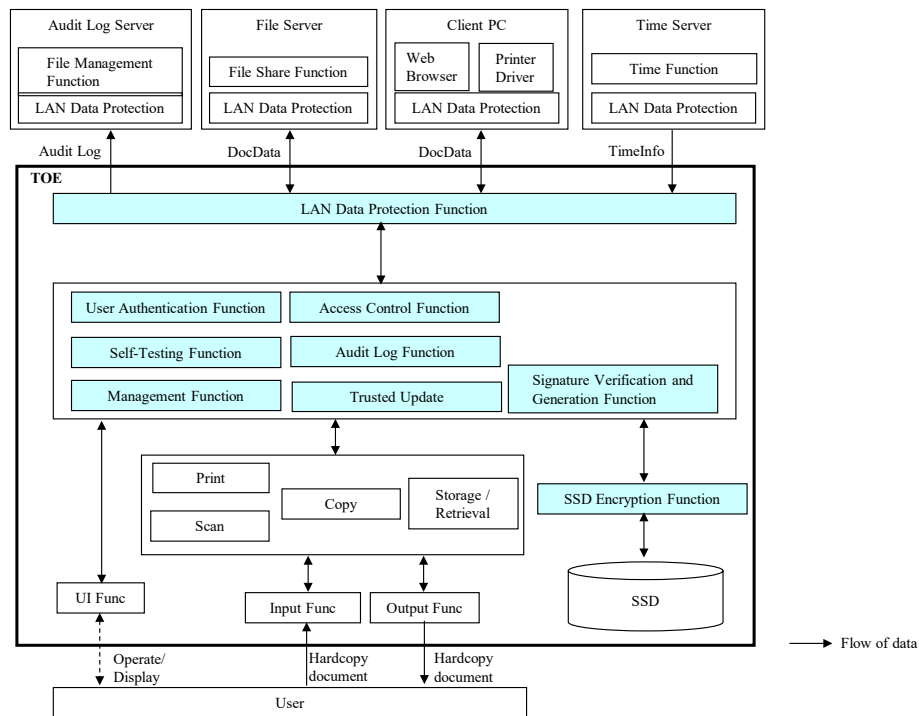 Audit Log Server
File Server
Client PC
Time Server
File Management
Function
LAN Data Protection
File Share Function
LAN Data Protection
Web
Browser
Printer
Driver
LAN Data Protection
Time Function
LAN Data Protection
Audit Log
DocData
DocData
TimeInfo
TOE
LAN Data Protection Function
User Authentication Function
Access Control Function
Self-Testing Function
Audit Log Function
Management Function
Trusted Update
Signature Verification and
Generation Function
Print
Scan
Copy
Storage /
Retrieval
SSD Encryption Function
SSD
UI Func
Input Func
Output Func
Flow of data
Operate/
Display
Hardcopy
document
Hardcopy
document
User